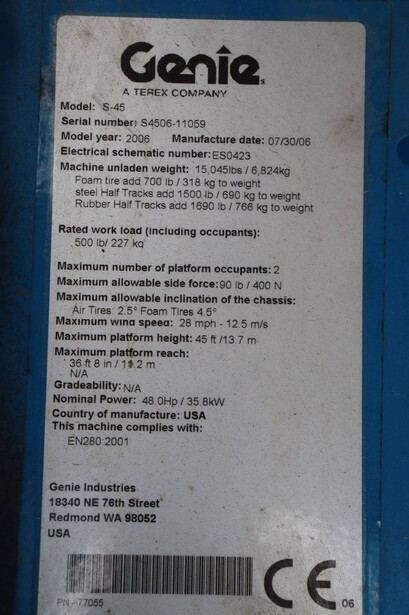 Genie
A TEREX COMPANY
Model: S-45
Serial number: S4506-11059
Model year: 2006 Manufacture date: 07/30/06
Electrical schematic number: ES0423
Machine unladen weight: 15,045lbs / 6,824kg
Foam tire add 700 lb / 318 kg to weight
steel Half Tracks add 1500 lb / 690 kg to weight
Rubber Half Tracks add 1690 lb / 766 kg to weight
Rated work load (including occupants):
500 lb/ 227 kg
Maximum number of platform occupants: 2
Maximum allowable side force: 90 lb / 400 N
Maximum allowable inclination of the chassis:
Air Tires: 2.5° Foam Tires 4.5°
Maximum wind speed: 28 mph - 12.5 m/s
Maximum platform height: 45 ft /13.7 m
Maximum platform reach:
36 ft 8 in / 11.2 m
N/A
Gradeability: N/A
Nominal Power: 48.0Hp / 35.8kW
Country of manufacture: USA
This machine complies with:
EN280:2001
Genie Industries
18340 NE 76th Street
Redmond WA 98052
USA
PN -77055
CE
06